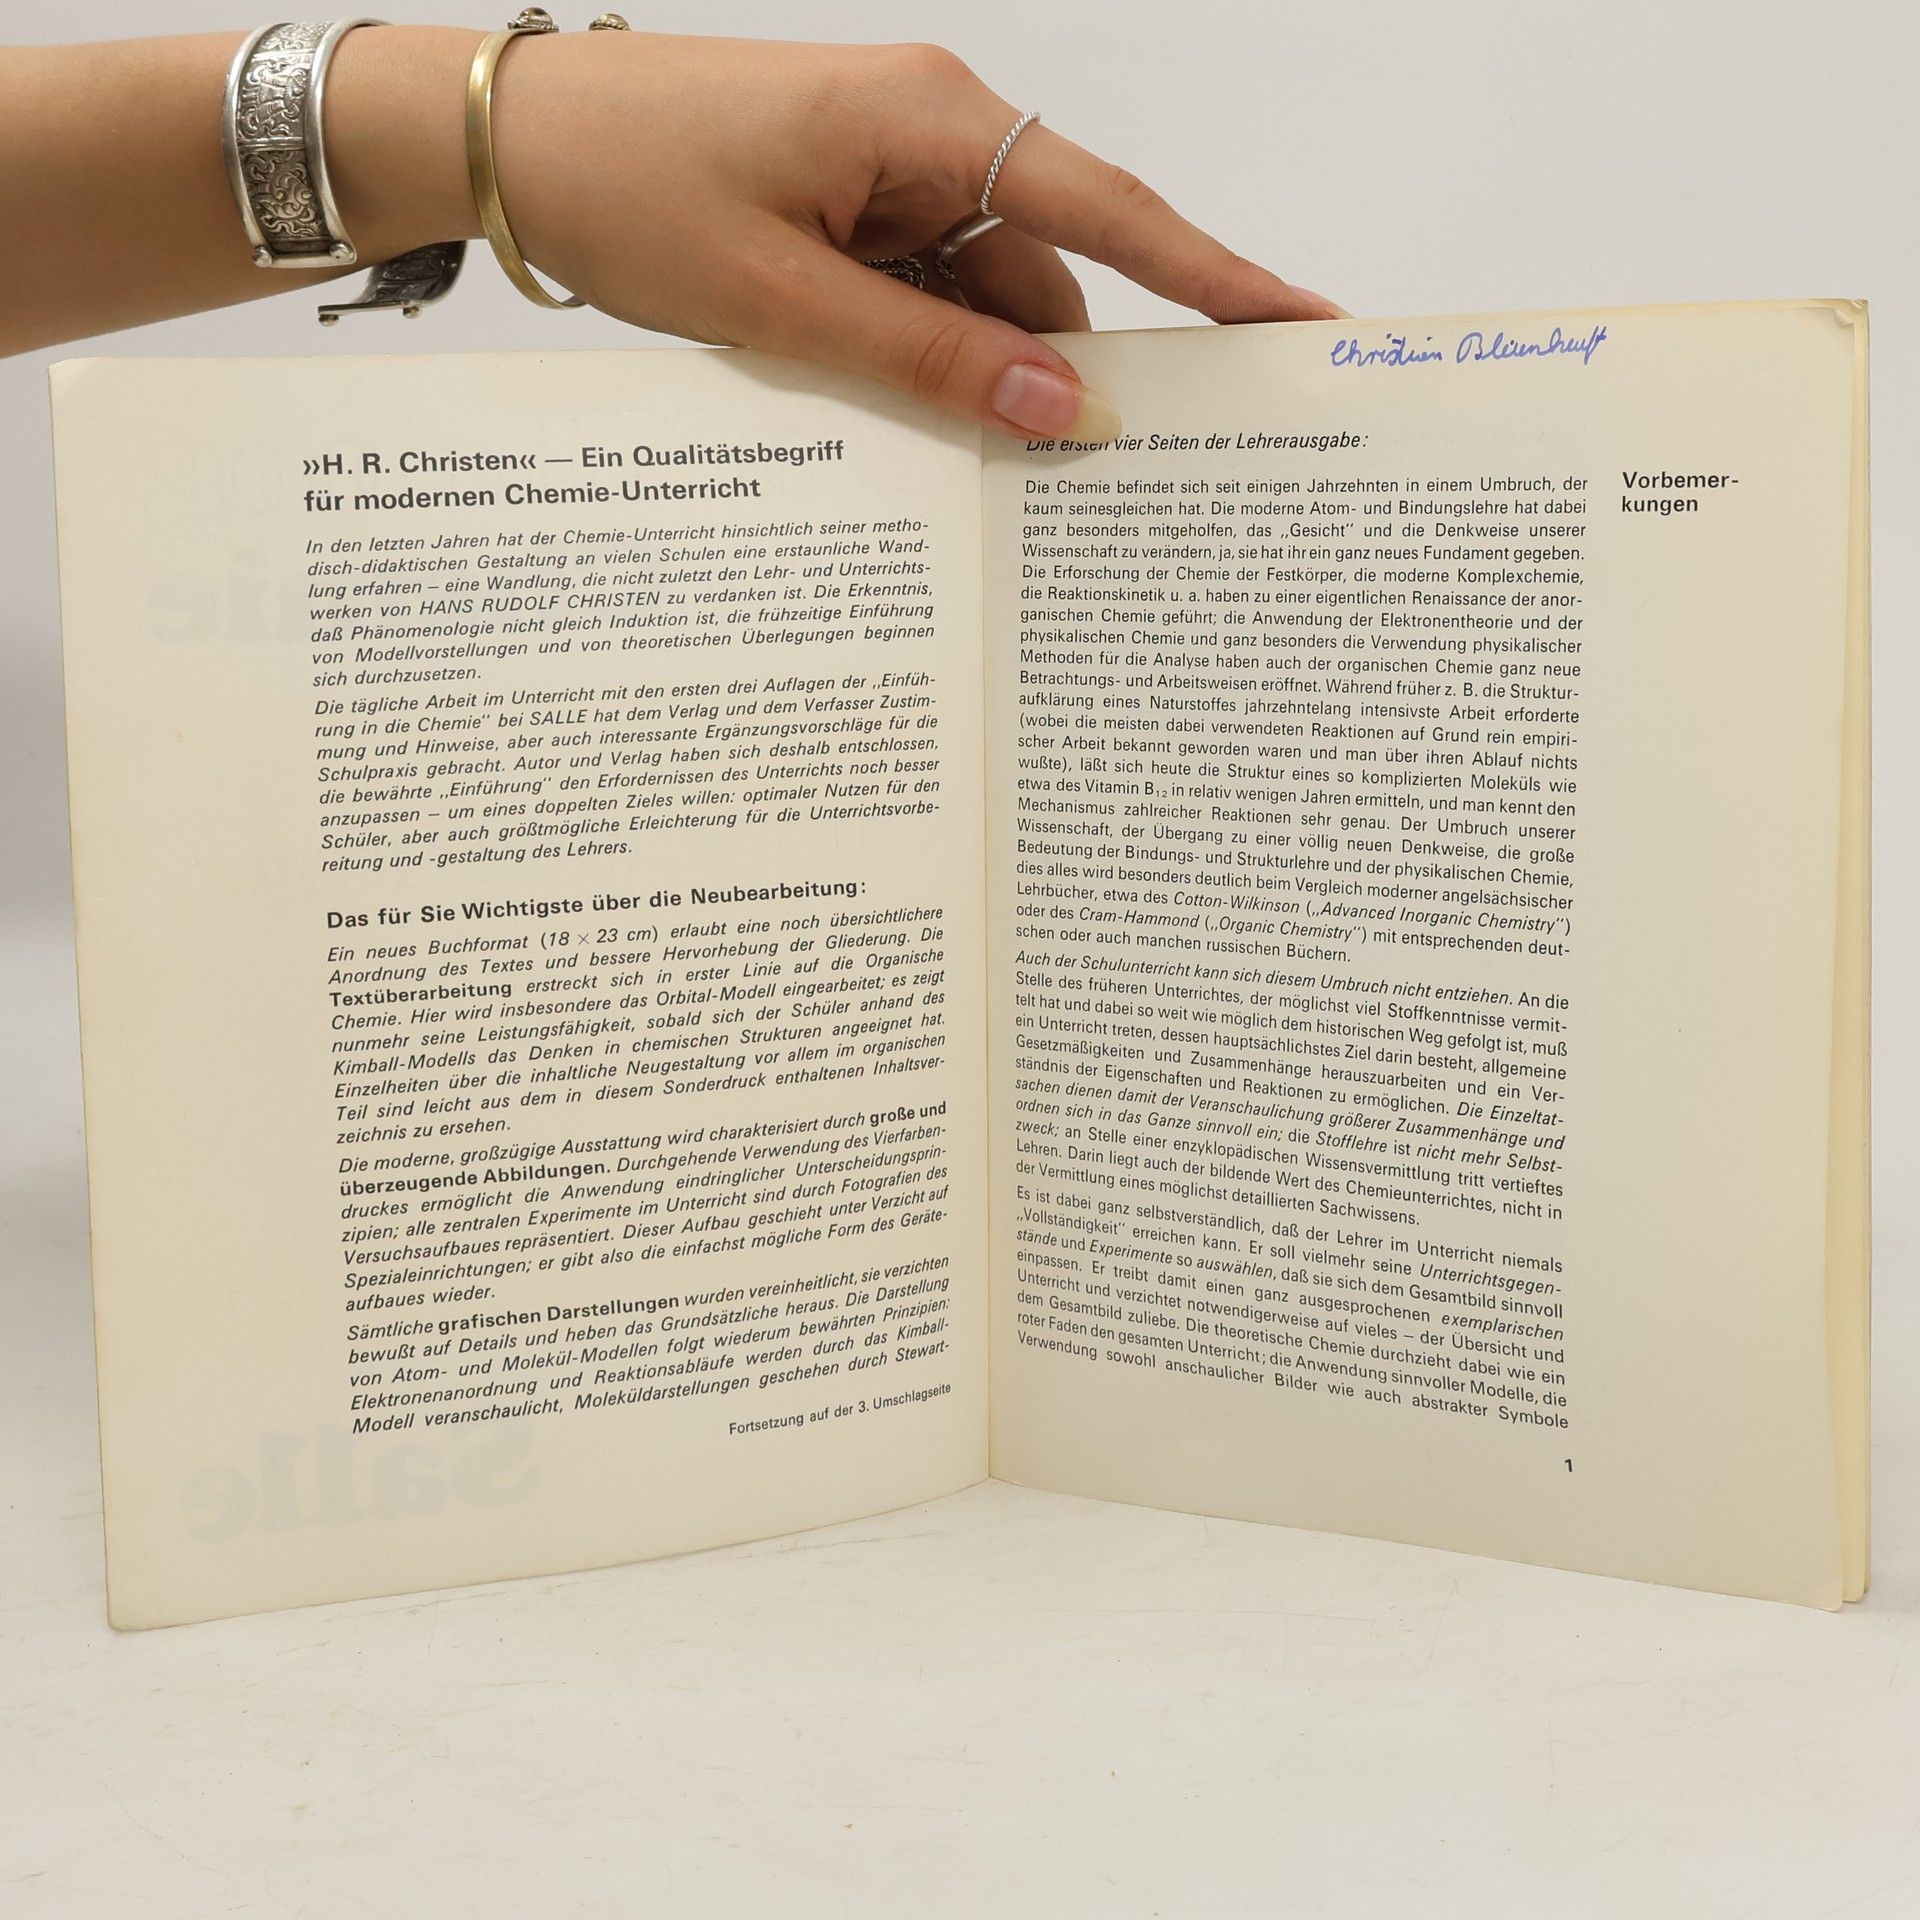 »H. R. Christen« — Ein Qualitätsbegriff
für modernen Chemie-Unterricht
In den letzten Jahren hat der Chemie-Unterricht hinsichtlich seiner metho-
disch-didaktischen Gestaltung an vielen Schulen eine erstaunliche Wand-
lung erfahren – eine Wandlung, die nicht zuletzt den Lehr- und Unterrichts-
werken von HANS RUDOLF CHRISTEN zu verdanken ist. Die Erkenntnis,
daß Phänomenologie nicht gleich Induktion ist, die frühzeitige Einführung
von Modellvorstellungen und von theoretischen Überlegungen beginnen
sich durchzusetzen.
Die tägliche Arbeit im Unterricht mit den ersten drei Auflagen der „Einfüh-
rung in die Chemie“ bei SALLE hat dem Verlag und dem Verfasser Zustim-
mung und Hinweise, aber auch interessante Ergänzungsvorschläge für die
Schulpraxis gebracht. Autor und Verlag haben sich deshalb entschlossen,
die bewährte „Einführung“ den Erfordernissen des Unterrichts noch besser
anzupassen – um eines doppelten Zieles willen: optimaler Nutzen für den
Schüler, aber auch größtmögliche Erleichterung für die Unterrichtsvorbe-
reitung und -gestaltung des Lehrers.
Das für Sie Wichtigste über die Neubearbeitung:
Ein neues Buchformat (18 × 23 cm) erlaubt eine noch übersichtlichere
Anordnung des Textes und bessere Hervorhebung der Gliederung. Die
Textüberarbeitung erstreckt sich in erster Linie auf die Organische
Chemie. Hier wird insbesondere das Orbital-Modell eingearbeitet; es zeigt
nunmehr seine Leistungsfähigkeit, sobald sich der Schüler anhand des
Kimball-Modells das Denken in chemischen Strukturen angeeignet hat.
Einzelheiten über die inhaltliche Neugestaltung vor allem im organischen
Teil sind leicht aus dem in diesem Sonderdruck enthaltenen Inhaltsver-
zeichnis zu ersehen.
Die moderne, großzügige Ausstattung wird charakterisiert durch große und
überzeugende Abbildungen. Durchgehende Verwendung des Vierfarben-
druckes ermöglicht die Anwendung eindringlicher Unterscheidungsprin-
zipien; alle zentralen Experimente im Unterricht sind durch Fotografien des
Versuchsaufbaues repräsentiert. Dieser Aufbau geschieht unter Verzicht auf
Spezialeinrichtungen; er gibt also die einfachst mögliche Form des Geräte-
aufbaues wieder.
Sämtliche grafischen Darstellungen wurden vereinheitlicht, sie verzichten
bewußt auf Details und heben das Grundsätzliche heraus. Die Darstellung
von Atom- und Molekül-Modellen folgt wiederum bewährten Prinzipien:
Elektronenanordnung und Reaktionsabläufe werden durch das Kimball-
Modell veranschaulicht, Moleküldarstellungen geschehen durch Stewart-
Fortsetzung auf der 3. Umschlagseite
Christian
Die ersten vier Seiten der Lehrerausgabe:
Vorbemer-
kungen
Die Chemie befindet sich seit einigen Jahrzehnten in einem Umbruch, der
kaum seinesgleichen hat. Die moderne Atom- und Bindungslehre hat dabei
ganz besonders mitgeholfen, das „Gesicht“ und die Denkweise unserer
Wissenschaft zu verändern, ja, sie hat ihr ein ganz neues Fundament gegeben.
Die Erforschung der Chemie der Festkörper, die moderne Komplexchemie,
die Reaktionskinetik u. a. haben zu einer eigentlichen Renaissance der anor-
ganischen Chemie geführt; die Anwendung der Elektronentheorie und der
physikalischen Chemie und ganz besonders die Verwendung physikalischer
Methoden für die Analyse haben auch der organischen Chemie ganz neue
Betrachtungs- und Arbeitsweisen eröffnet. Während früher z. B. die Struktur-
aufklärung eines Naturstoffes jahrzehntelang intensivste Arbeit erforderte
(wobei die meisten dabei verwendeten Reaktionen auf Grund rein empiri-
scher Arbeit bekannt geworden waren und man über ihren Ablauf nichts
wußte), läßt sich heute die Struktur eines so komplizierten Moleküls wie
etwa des Vitamin B₁₂ in relativ wenigen Jahren ermitteln, und man kennt den
Mechanismus zahlreicher Reaktionen sehr genau. Der Umbruch unserer
Wissenschaft, der Übergang zu einer völlig neuen Denkweise, die große
Bedeutung der Bindungs- und Strukturlehre und der physikalischen Chemie,
dies alles wird besonders deutlich beim Vergleich moderner angelsächsischer
Lehrbücher, etwa des Cotton-Wilkinson („Advanced Inorganic Chemistry“)
oder des Cram-Hammond („Organic Chemistry“) mit entsprechenden deut-
schen oder auch manchen russischen Büchern.
Auch der Schulunterricht kann sich diesem Umbruch nicht entziehen. An die
Stelle des früheren Unterrichtes, der möglichst viel Stoffkenntnisse vermit-
telt hat und dabei so weit wie möglich dem historischen Weg gefolgt ist, muß
ein Unterricht treten, dessen hauptsächlichstes Ziel darin besteht, allgemeine
Gesetzmäßigkeiten und Zusammenhänge herauszuarbeiten und ein Ver-
ständnis der Eigenschaften und Reaktionen zu ermöglichen. Die Einzeltat-
sachen dienen damit der Veranschaulichung größerer Zusammenhänge und
ordnen sich in das Ganze sinnvoll ein; die Stofflehre ist nicht mehr Selbst-
zweck; an Stelle einer enzyklopädischen Wissensvermittlung tritt vertieftes
Lehren. Darin liegt auch der bildende Wert des Chemieunterrichtes, nicht in
der Vermittlung eines möglichst detaillierten Sachwissens.
Es ist dabei ganz selbstverständlich, daß der Lehrer im Unterricht niemals
„Vollständigkeit“ erreichen kann. Er soll vielmehr seine Unterrichtsgegen-
stände und Experimente so auswählen, daß sie sich dem Gesamtbild sinnvoll
einpassen. Er treibt damit einen ganz ausgesprochenen exemplarischen
Unterricht und verzichtet notwendigerweise auf vieles – der Übersicht und
dem Gesamtbild zuliebe. Die theoretische Chemie durchzieht dabei wie ein
roter Faden den gesamten Unterricht; die Anwendung sinnvoller Modelle, die
Verwendung sowohl anschaulicher Bilder wie auch abstrakter Symbole
1